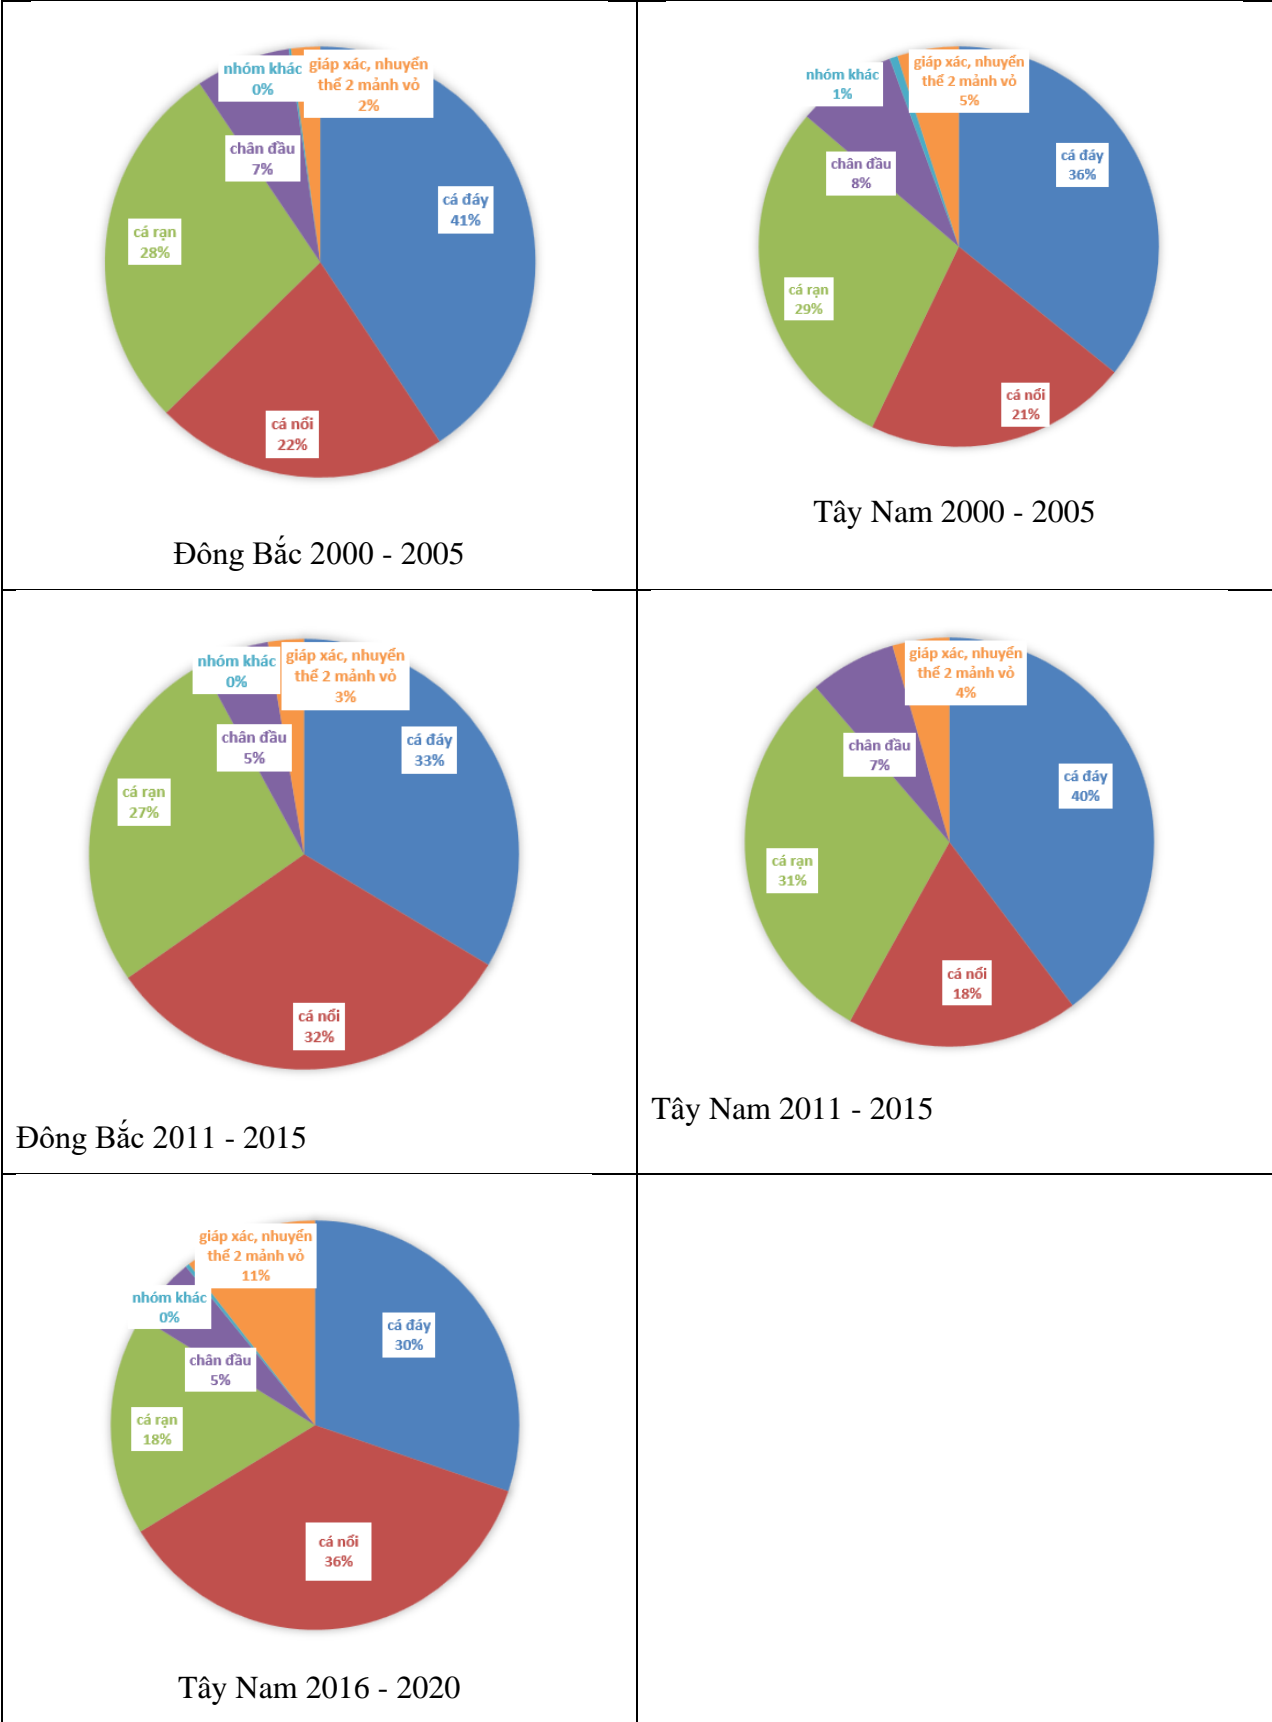 nhóm khác
0%
giáp xác, nhuyễn
thể 2 mảnh vỏ
2%
chân đầu
7%
cá đáy
41%
cá rạn
28%
cá nổi
22%
Đông Bắc 2000 - 2005
nhóm khác
1%
giáp xác, nhuyễn
thể 2 mảnh vỏ
5%
chân đầu
8%
cá đáy
36%
cá rạn
29%
cá nổi
21%
Tây Nam 2000 - 2005
nhóm khác
0%
giáp xác, nhuyễn
thể 2 mảnh vỏ
3%
chân đầu
5%
cá đáy
33%
cá rạn
27%
cá nổi
32%
Đông Bắc 2011 - 2015
giáp xác, nhuyễn
thể 2 mảnh vỏ
4%
chân đầu
7%
cá đáy
40%
cá rạn
31%
cá nổi
18%
Tây Nam 2011 - 2015
giáp xác, nhuyễn
thể 2 mảnh vỏ
11%
nhóm khác
0%
chân đầu
5%
cá đáy
30%
cá rạn
18%
cá nổi
36%
Tây Nam 2016 - 2020